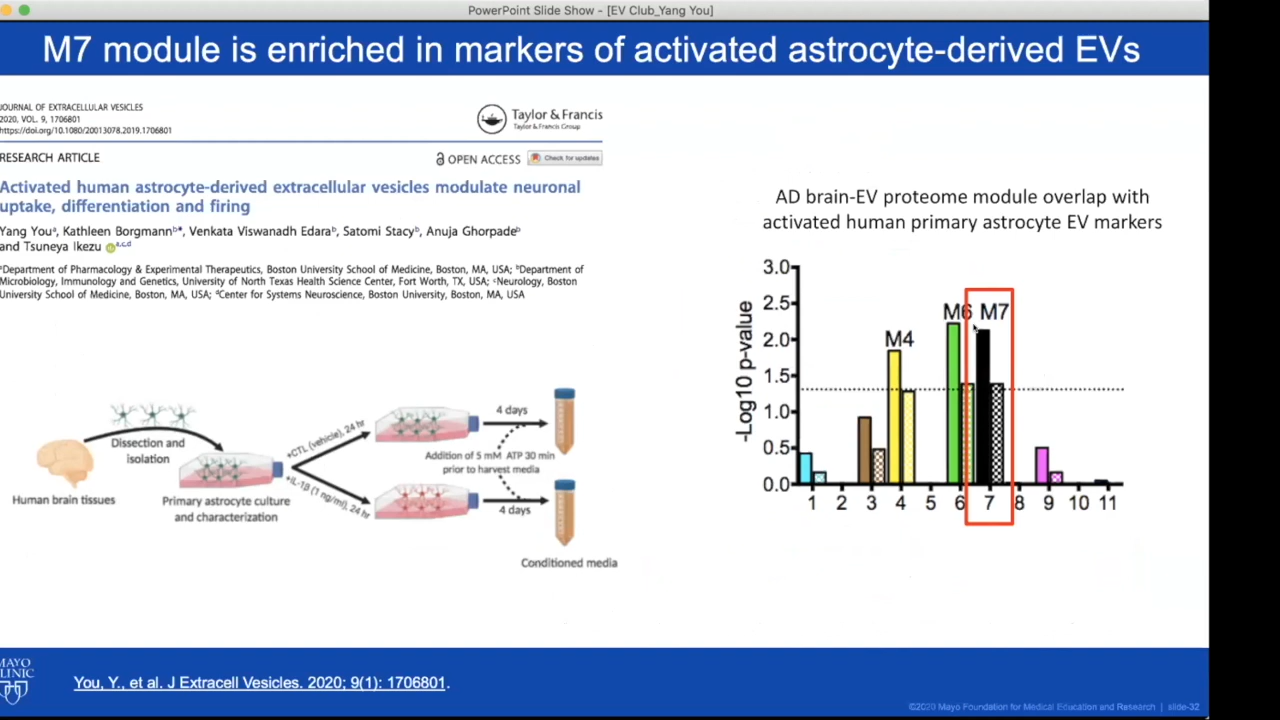 PowerPoint Slide Show - [EV Club_Yang You]
M7 module is enriched in markers of activated astrocyte-derived EVs
JOURNAL OF EXTRACELLULAR VESICLES
2020, VOL. 9, 1706801
https://doi.org/10.1080/20013078.2019.1706801
Taylor & Francis
Taylor & Francis Group
RESEARCH ARTICLE
OPEN ACCESS
Check for updates
Activated human astrocyte-derived extracellular vesicles modulate neuronal
uptake, differentiation and firing
Yang Youᵃ, Kathleen Borgmannᵇ*, Venkata Viswanadh Edaraᵇ, Satomi Stacyᵇ, Anuja Ghorpadeᵇ
and Tsuneya Ikezu a,c,d
ᵃDepartment of Pharmacology & Experimental Therapeutics, Boston University School of Medicine, Boston, MA, USA; ᵇDepartment of
Microbiology, Immunology and Genetics, University of North Texas Health Science Center, Fort Worth, TX, USA; ᶜNeurology, Boston
University School of Medicine, Boston, MA, USA; ᵈCenter for Systems Neuroscience, Boston University, Boston, MA, USA
Human brain tissues
Dissection and
isolation
Primary astrocyte culture
and characterization
+CTL (vehicle), 24 hr
+IL-1β (1 ng/ml), 24 hr
4 days
Addition of 5 mM ATP 30 min
prior to harvest media
4 days
Conditioned media
AD brain-EV proteome module overlap with
activated human primary astrocyte EV markers
-Log10 p-value
3.0
2.5
2.0
1.5
1.0
0.5
0.0
M4
M6
M7
1 2 3 4 5 6 7 8 9 10 11
MAYO
CLINIC
You, Y., et al. J Extracell Vesicles. 2020; 9(1): 1706801.
©2020 Mayo Foundation for Medical Education and Research | slide-32